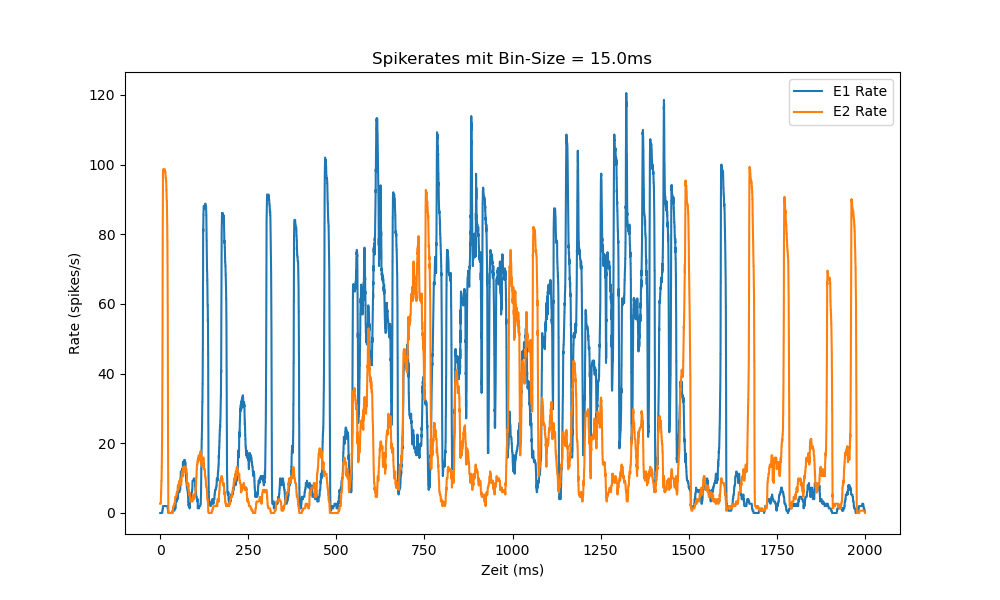 Spikerates mit Bin-Size = 15.0ms
E1 Rate
E2 Rate
Rate (spikes/s)
120
100
80
60
40
20
0
0 250 500 750 1000 1250 1500 1750 2000
Zeit (ms)